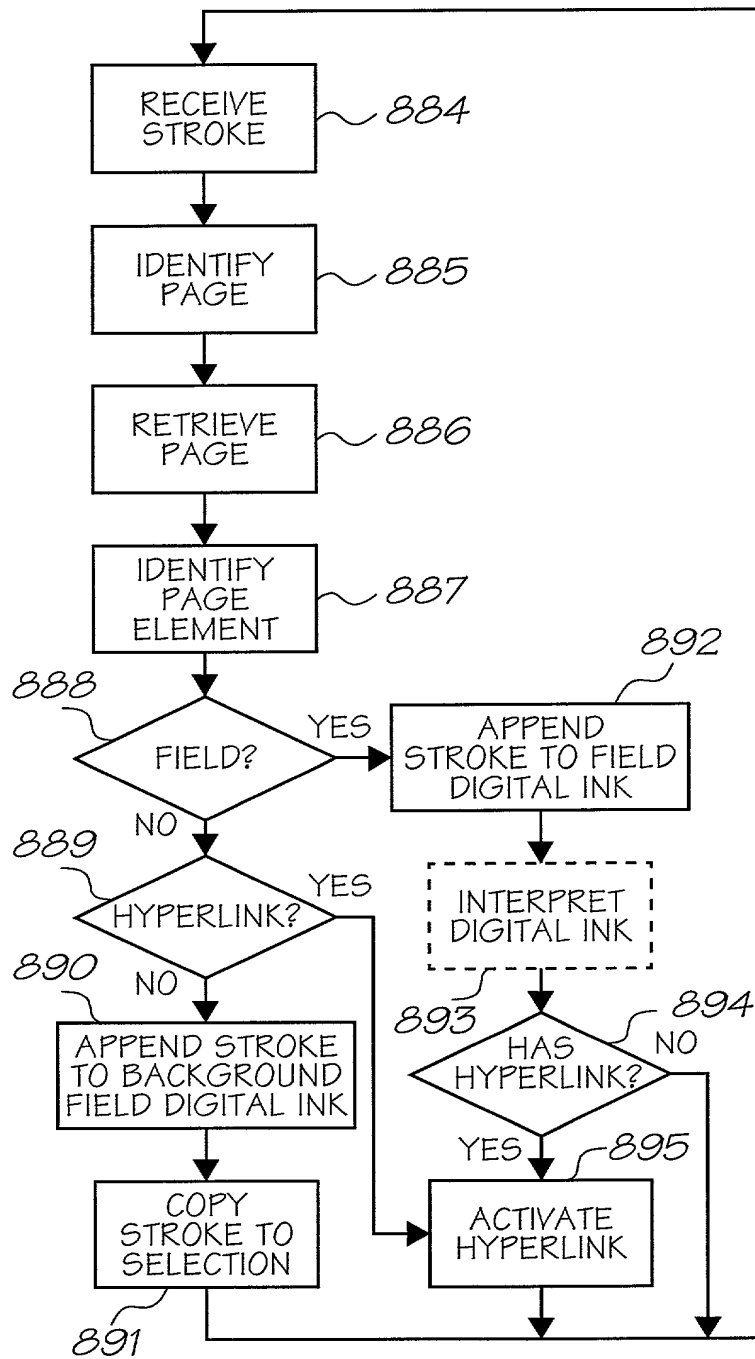 RECEIVE
STROKE
884
IDENTIFY
PAGE
885
RETRIEVE
PAGE
886
IDENTIFY
PAGE
ELEMENT
887
888
FIELD?
YES
NO
892
APPEND
STROKE TO FIELD
DIGITAL INK
889
HYPERLINK?
YES
NO
INTERPRET
DIGITAL INK
893
890
APPEND STROKE
TO BACKGROUND
FIELD DIGITAL INK
894
HAS
HYPERLINK?
NO
YES
COPY
STROKE TO
SELECTION
891
895
ACTIVATE
HYPERLINK